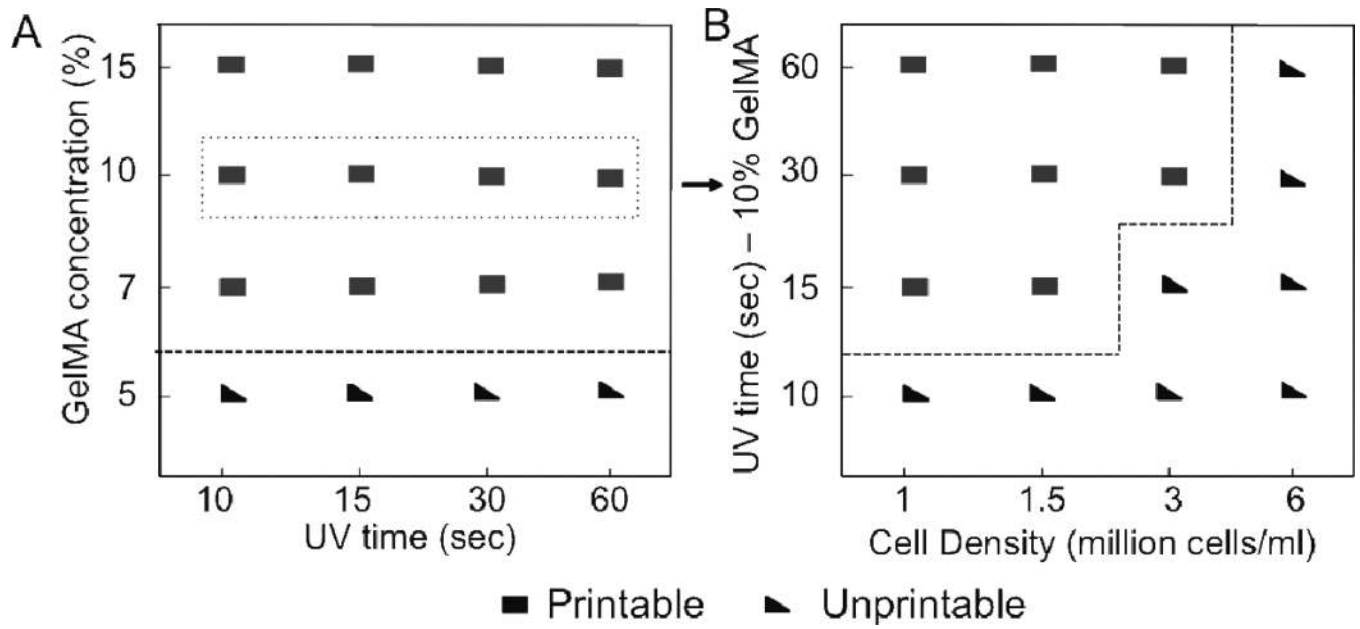 A
GelMA concentration (%)
15
10
7
5
10 15 30 60
UV time (sec)
B
UV time (sec) – 10% GelMA
60
30
15
10
1 1.5 3 6
Cell Density (million cells/ml)
Printable Unprintable